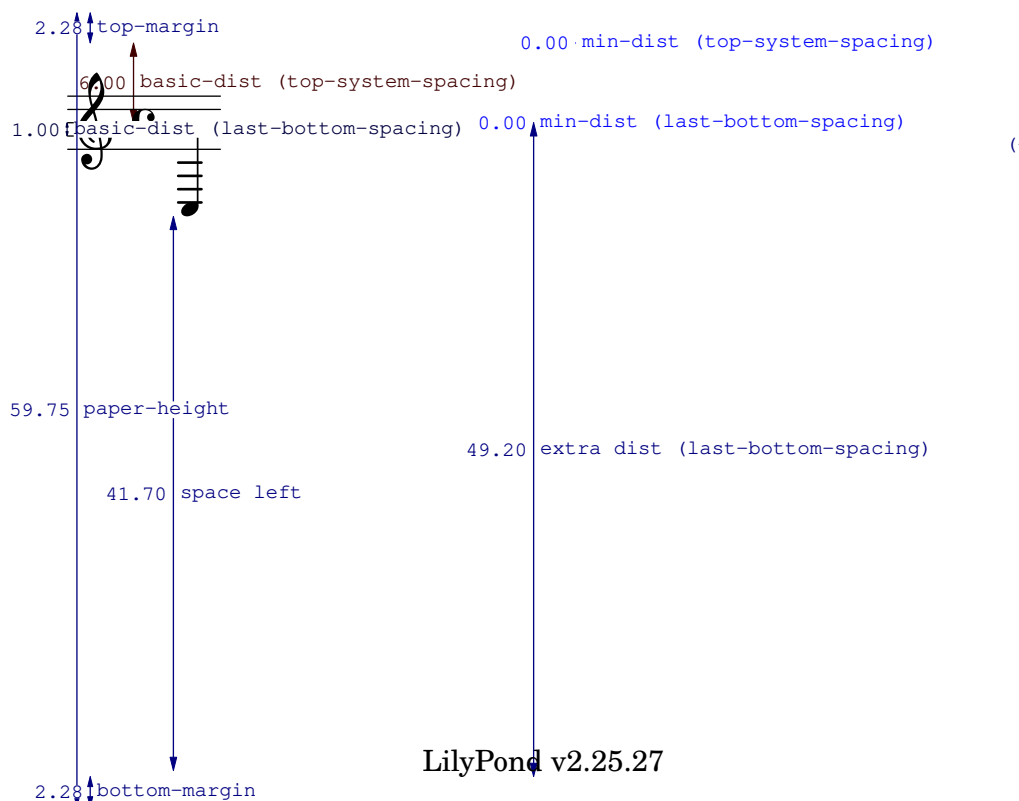 2.28 top-margin
0.00 min-dist (top-system-spacing)
6.00 basic-dist (top-system-spacing)
1.00 basic-dist (last-bottom-spacing)
0.00 min-dist (last-bottom-spacing)
(
59.75 paper-height
49.20 extra dist (last-bottom-spacing)
41.70 space left
LilyPond v2.25.27
2.28 bottom-margin